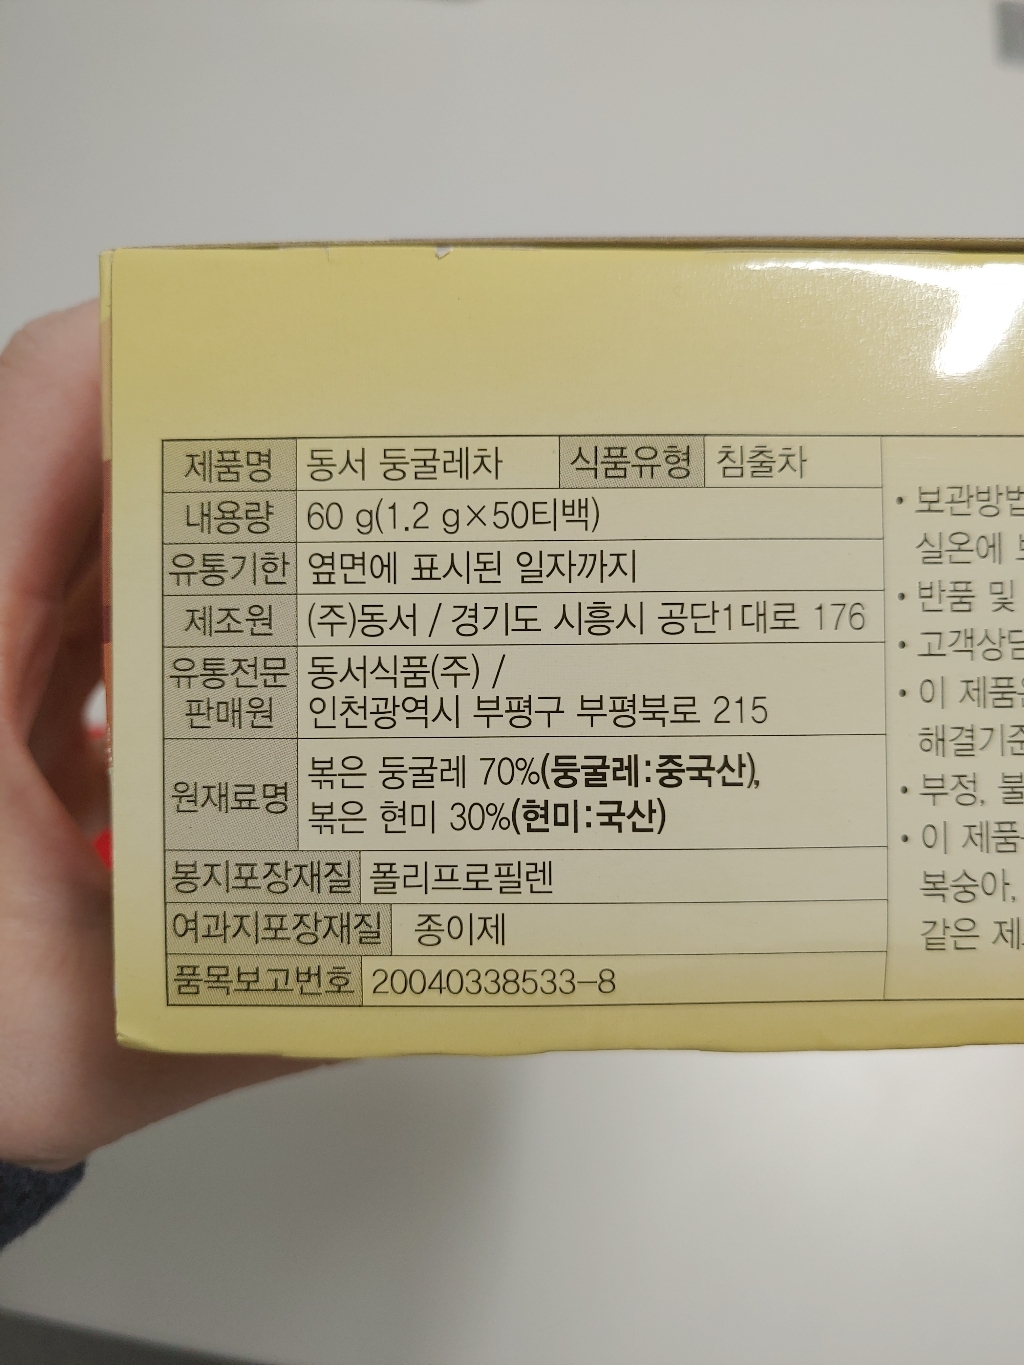 제품명 동서 둥굴레차 식품유형 침출차
내용량 60 g(1.2 g×50티백)
유통기한 옆면에 표시된 일자까지
제조원 (주)동서 / 경기도 시흥시 공단1대로 176
유통전문 동서식품(주) /
판매원 인천광역시 부평구 부평북로 215
원재료명 볶은 둥굴레 70%(둥굴레:중국산),
볶은 현미 30%(현미:국산)
봉지포장재질 폴리프로필렌
여과지포장재질 종이제
품목보고번호 20040338533-8
• 보관방법
실온에
• 반품 및
• 고객상담
• 이 제품은
해결기준
• 부정, 불
• 이 제품
복숭아,
같은 제